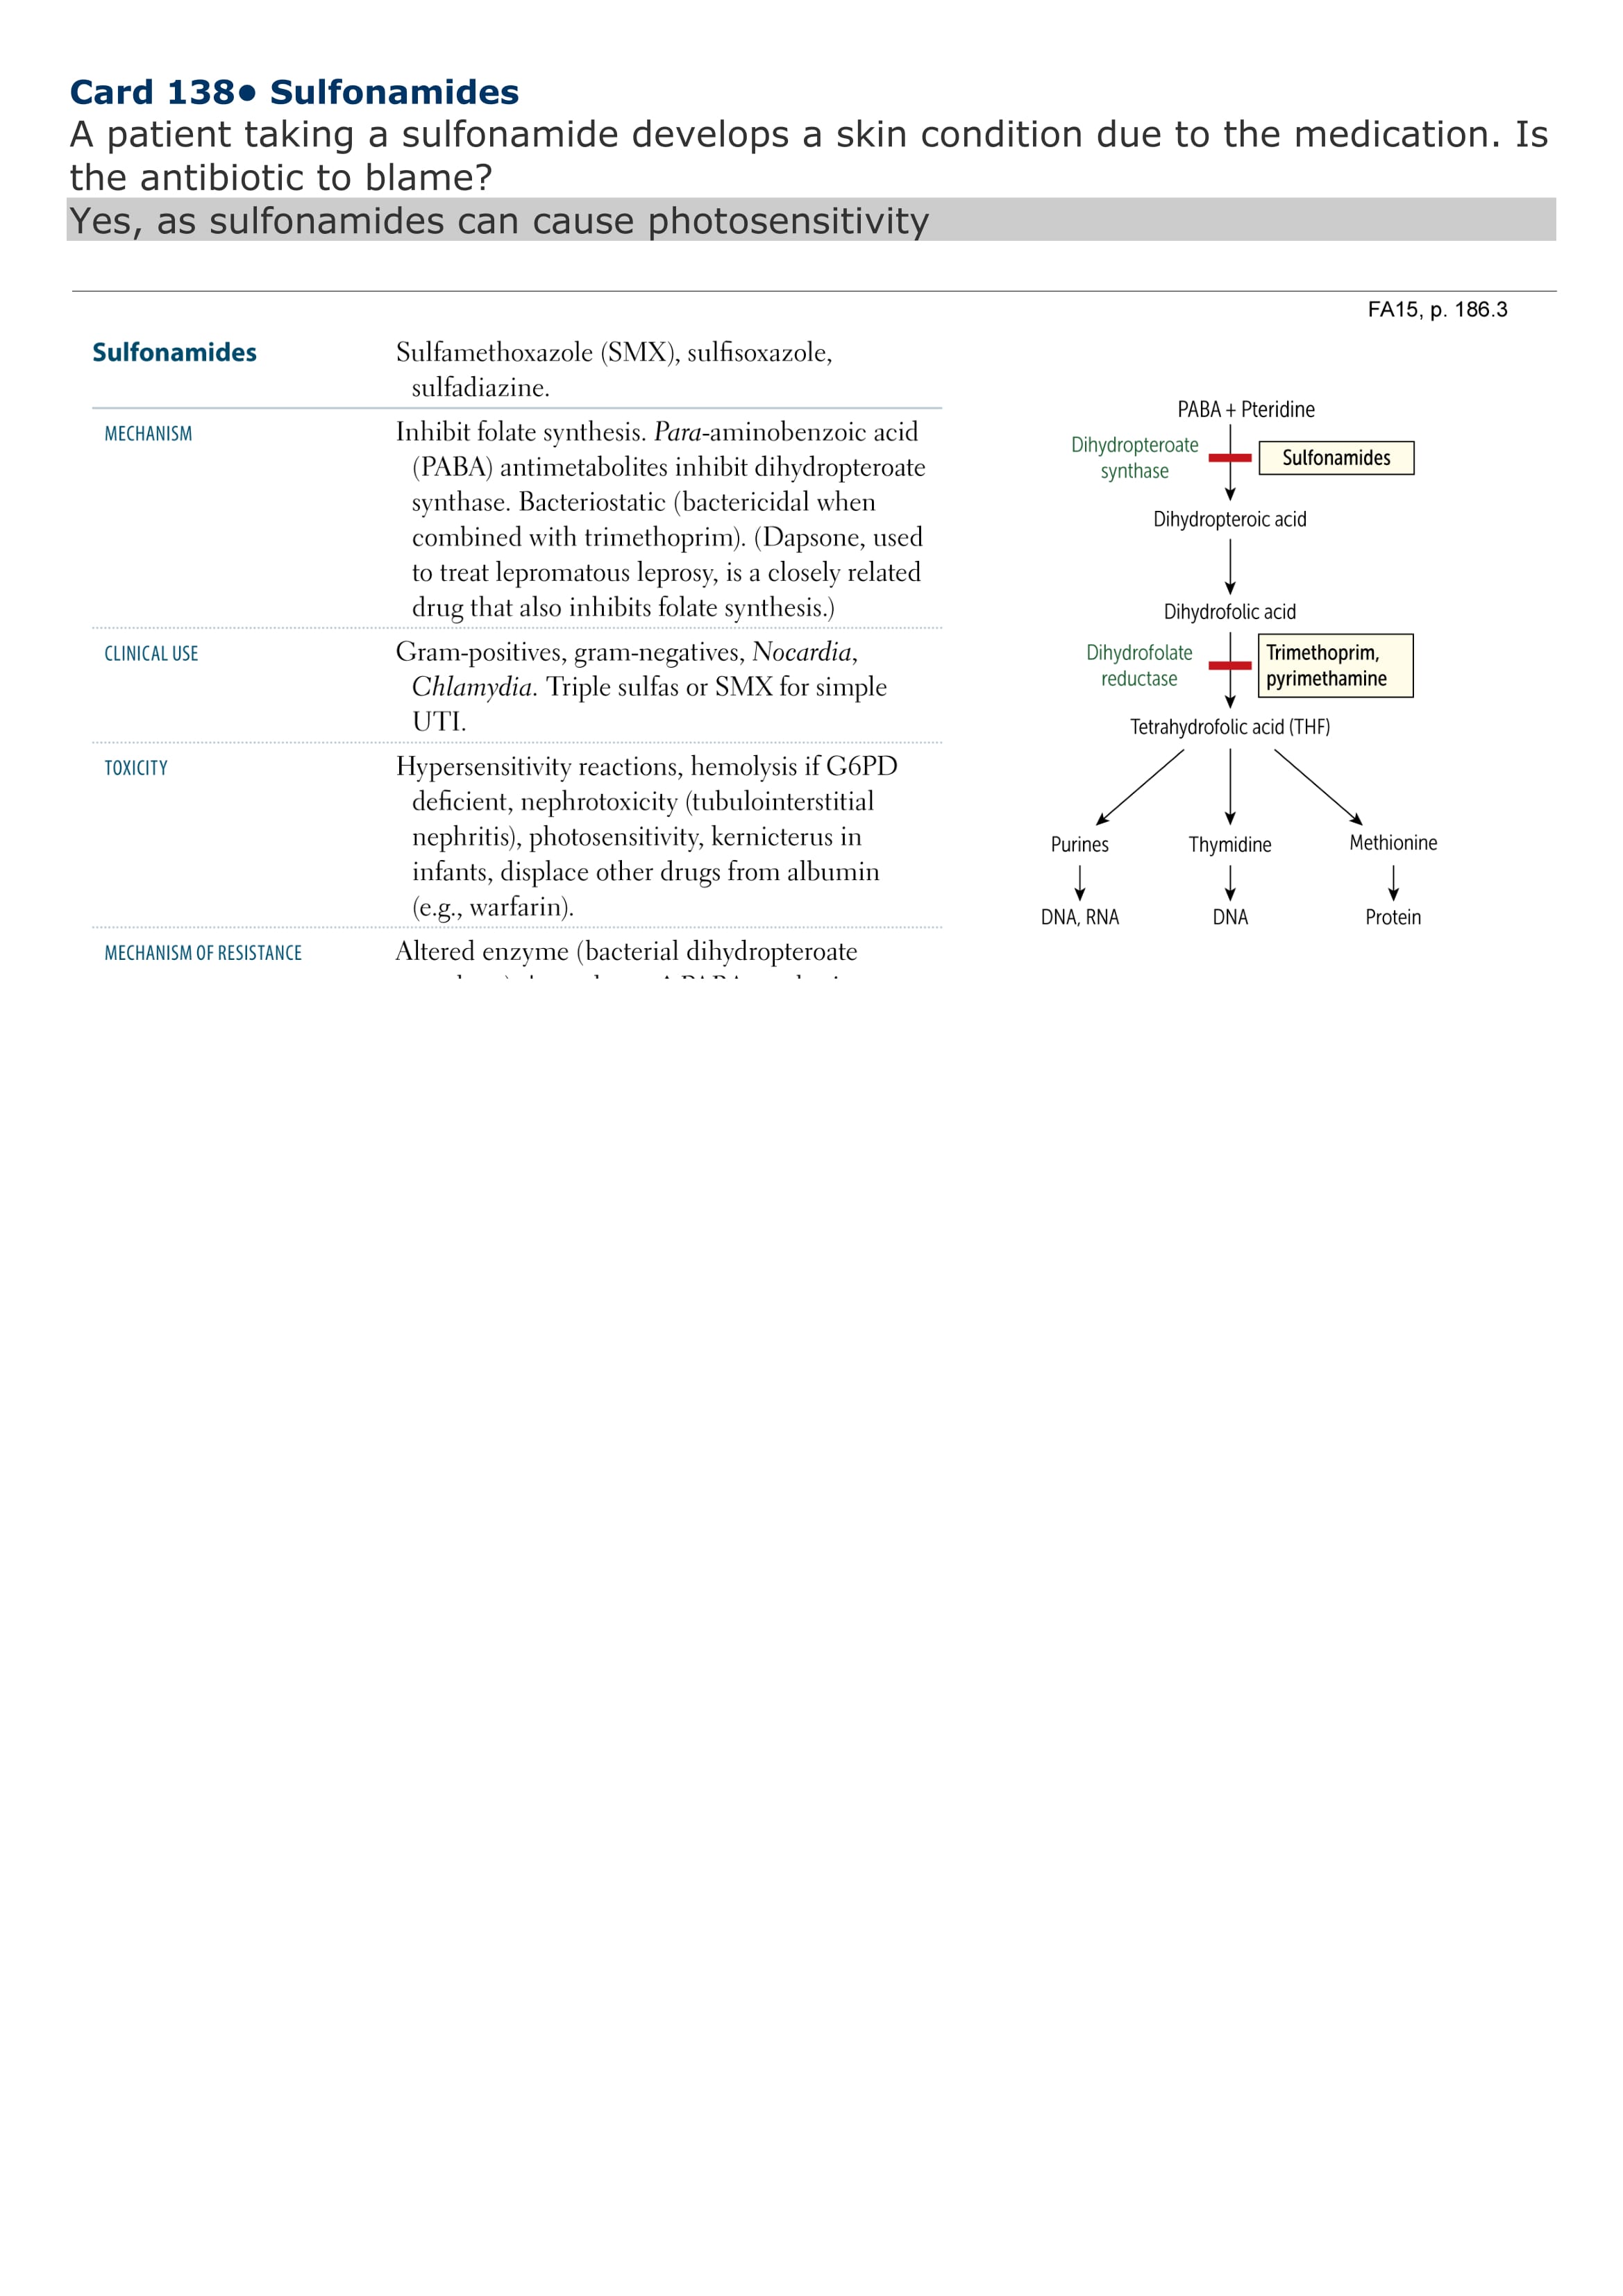 Card 138● Sulfonamides
A patient taking a sulfonamide develops a skin condition due to the medication. Is
the antibiotic to blame?
Yes, as sulfonamides can cause photosensitivity
FA15, p. 186.3
Sulfonamides
Sulfamethoxazole (SMX), sulfisoxazole,
sulfadiazine.
MECHANISM
Inhibit folate synthesis. Para-aminobenzoic acid
(PABA) antimetabolites inhibit dihydropteroate
synthase. Bacteriostatic (bactericidal when
combined with trimethoprim). (Dapsone, used
to treat lepromatous leprosy, is a closely related
drug that also inhibits folate synthesis.)
CLINICAL USE
Gram-positives, gram-negatives, Nocardia,
Chlamydia. Triple sulfas or SMX for simple
UTI.
TOXICITY
Hypersensitivity reactions, hemolysis if G6PD
deficient, nephrotoxicity (tubulointerstitial
nephritis), photosensitivity, kernicterus in
infants, displace other drugs from albumin
(e.g., warfarin).
MECHANISM OF RESISTANCE
Altered enzyme (bacterial dihydropteroate
PABA + Pteridine
Dihydropteroate
synthase
Sulfonamides
Dihydropteroic acid
Dihydrofolic acid
Dihydrofolate
reductase
Trimethoprim,
pyrimethamine
Tetrahydrofolic acid (THF)
Purines
Thymidine
Methionine
DNA, RNA
DNA
Protein